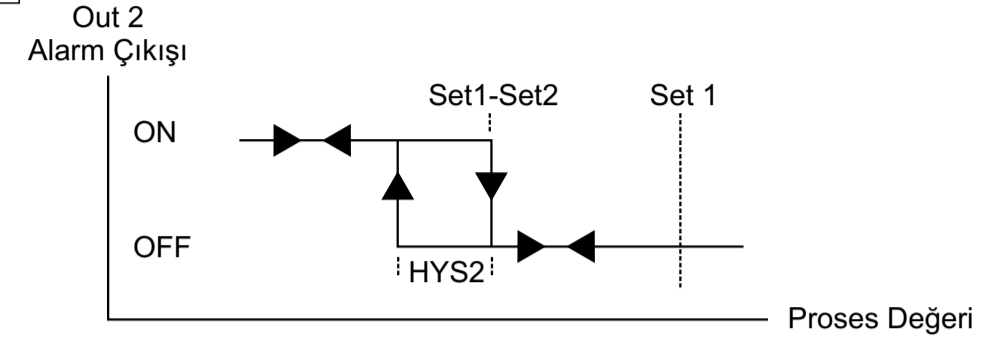 Out 2
Alarm Çıkışı
Set1-Set2
Set 1
ON
OFF
HYS2
Proses Değeri